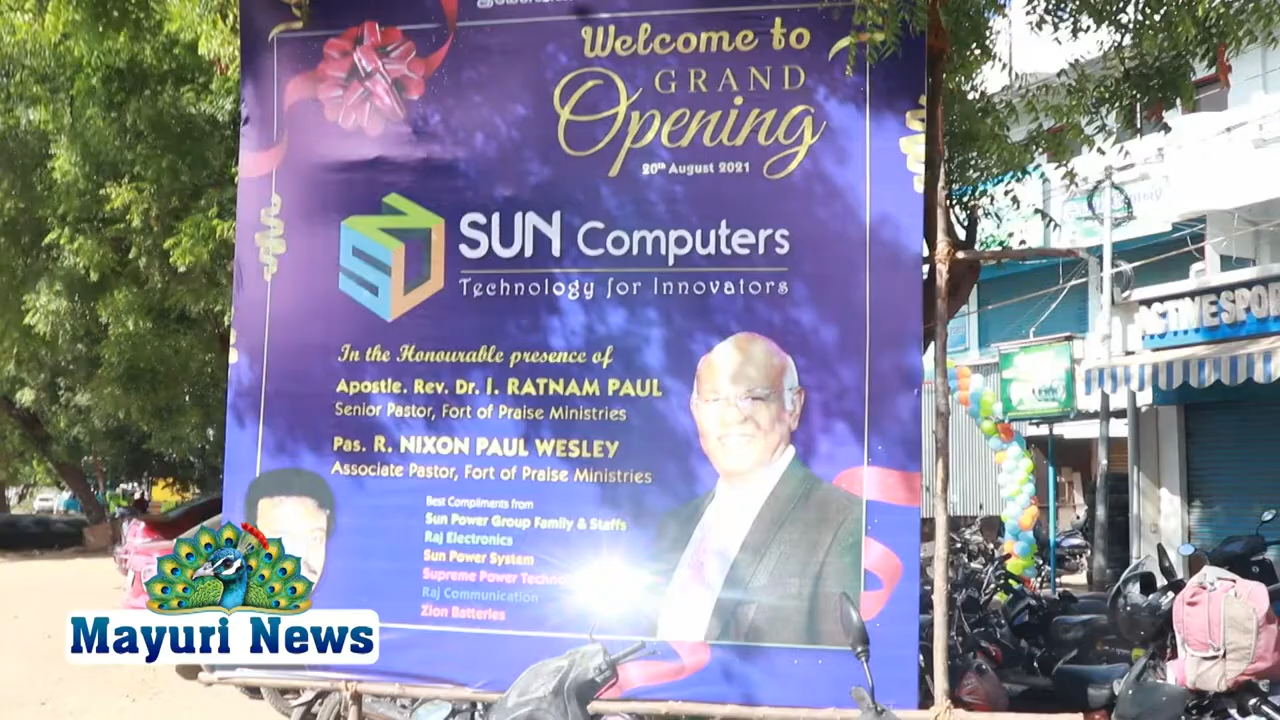 Welcome to
GRAND
Opening
20th August 2021
SUN Computers
Technology for Innovators
In the Honourable presence of
Apostle. Rev. Dr. I. RATNAM PAUL
Senior Pastor, Fort of Praise Ministries
Pas. R. NIXON PAUL WESLEY
Associate Pastor, Fort of Praise Ministries
Best Compliments from
Sun Power Group Family & Staffs
Raj Electronics
Sun Power System
Supreme Power
Raj Communication
Zion Batteries
Mayuri News